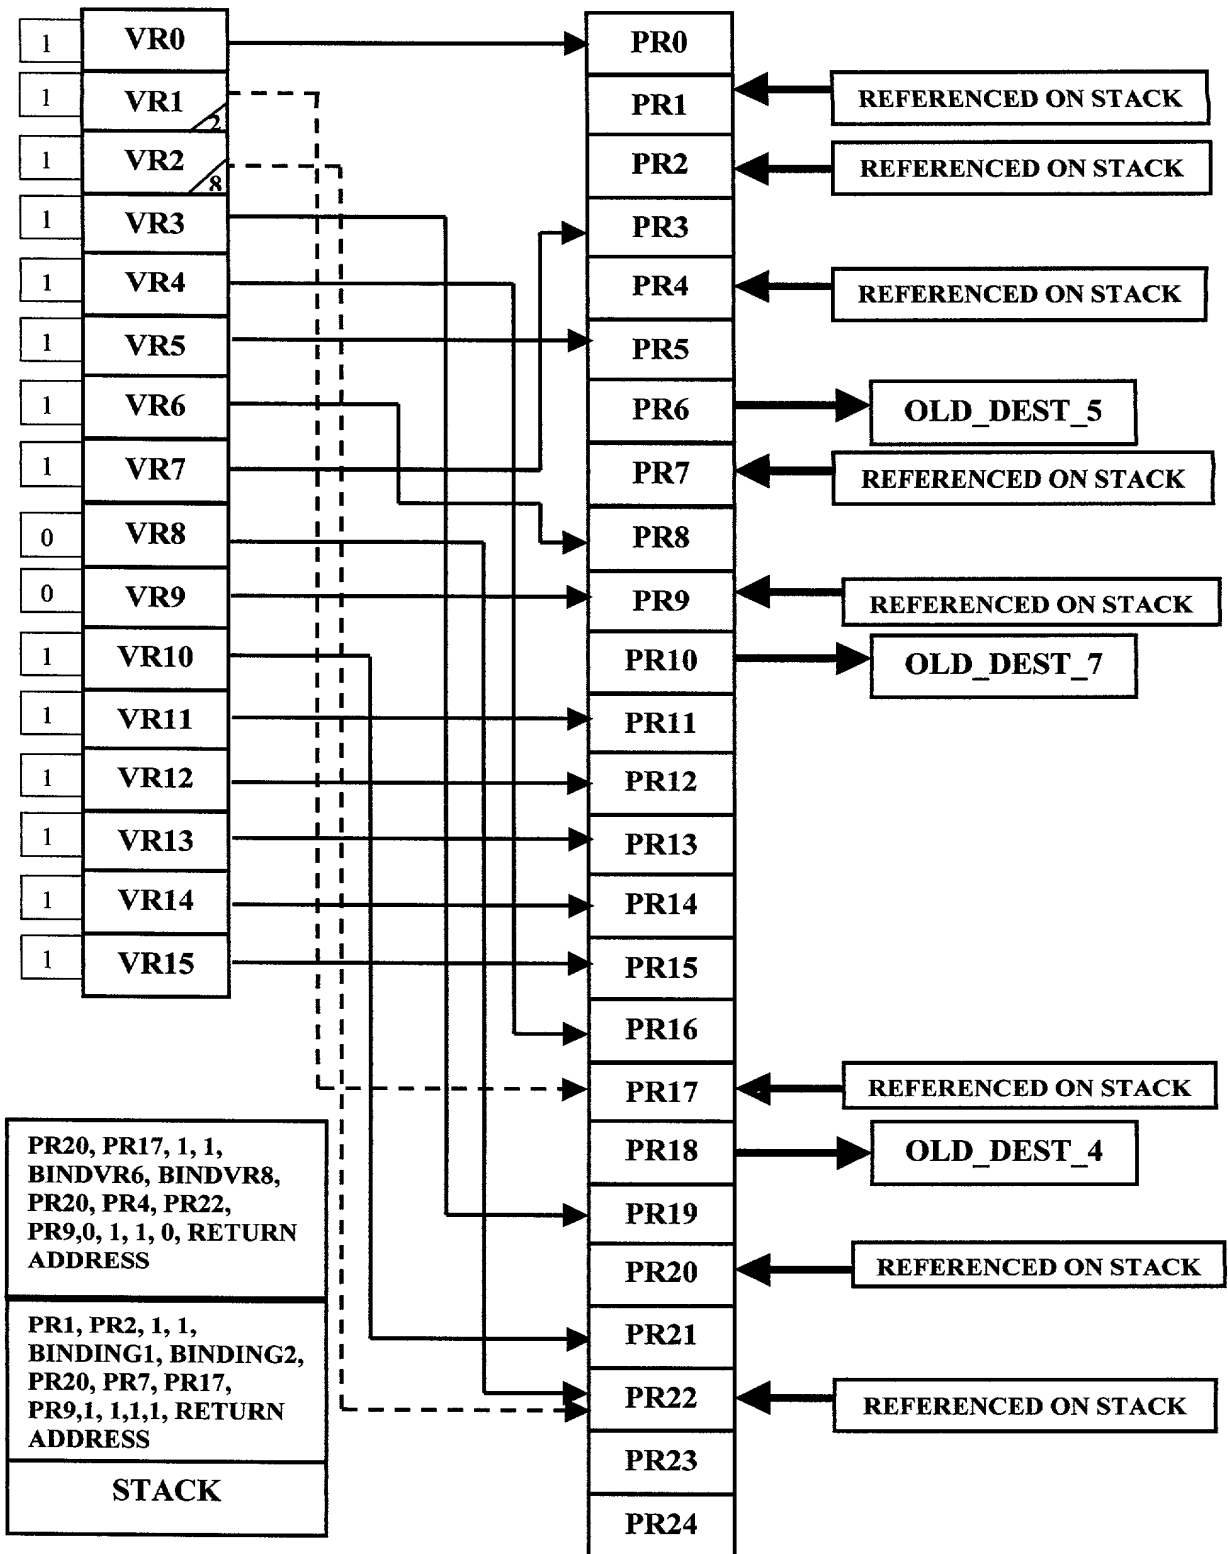 1
VR0
1
VR1
2
1
VR2
8
1
VR3
1
VR4
1
VR5
1
VR6
1
VR7
0
VR8
0
VR9
1
VR10
1
VR11
1
VR12
1
VR13
1
VR14
1
VR15
PR0
PR1
PR2
PR3
PR4
PR5
PR6
PR7
PR8
PR9
PR10
PR11
PR12
PR13
PR14
PR15
PR16
PR17
PR18
PR19
PR20
PR21
PR22
PR23
PR24
REFERENCED ON STACK
REFERENCED ON STACK
REFERENCED ON STACK
OLD_DEST_5
REFERENCED ON STACK
REFERENCED ON STACK
OLD_DEST_7
REFERENCED ON STACK
OLD_DEST_4
REFERENCED ON STACK
REFERENCED ON STACK
PR20, PR17, 1, 1,
BINDVR6, BINDVR8,
PR20, PR4, PR22,
PR9,0, 1, 1, 0, RETURN
ADDRESS
PR1, PR2, 1, 1,
BINDING1, BINDING2,
PR20, PR7, PR17,
PR9,1, 1,1,1, RETURN
ADDRESS
STACK